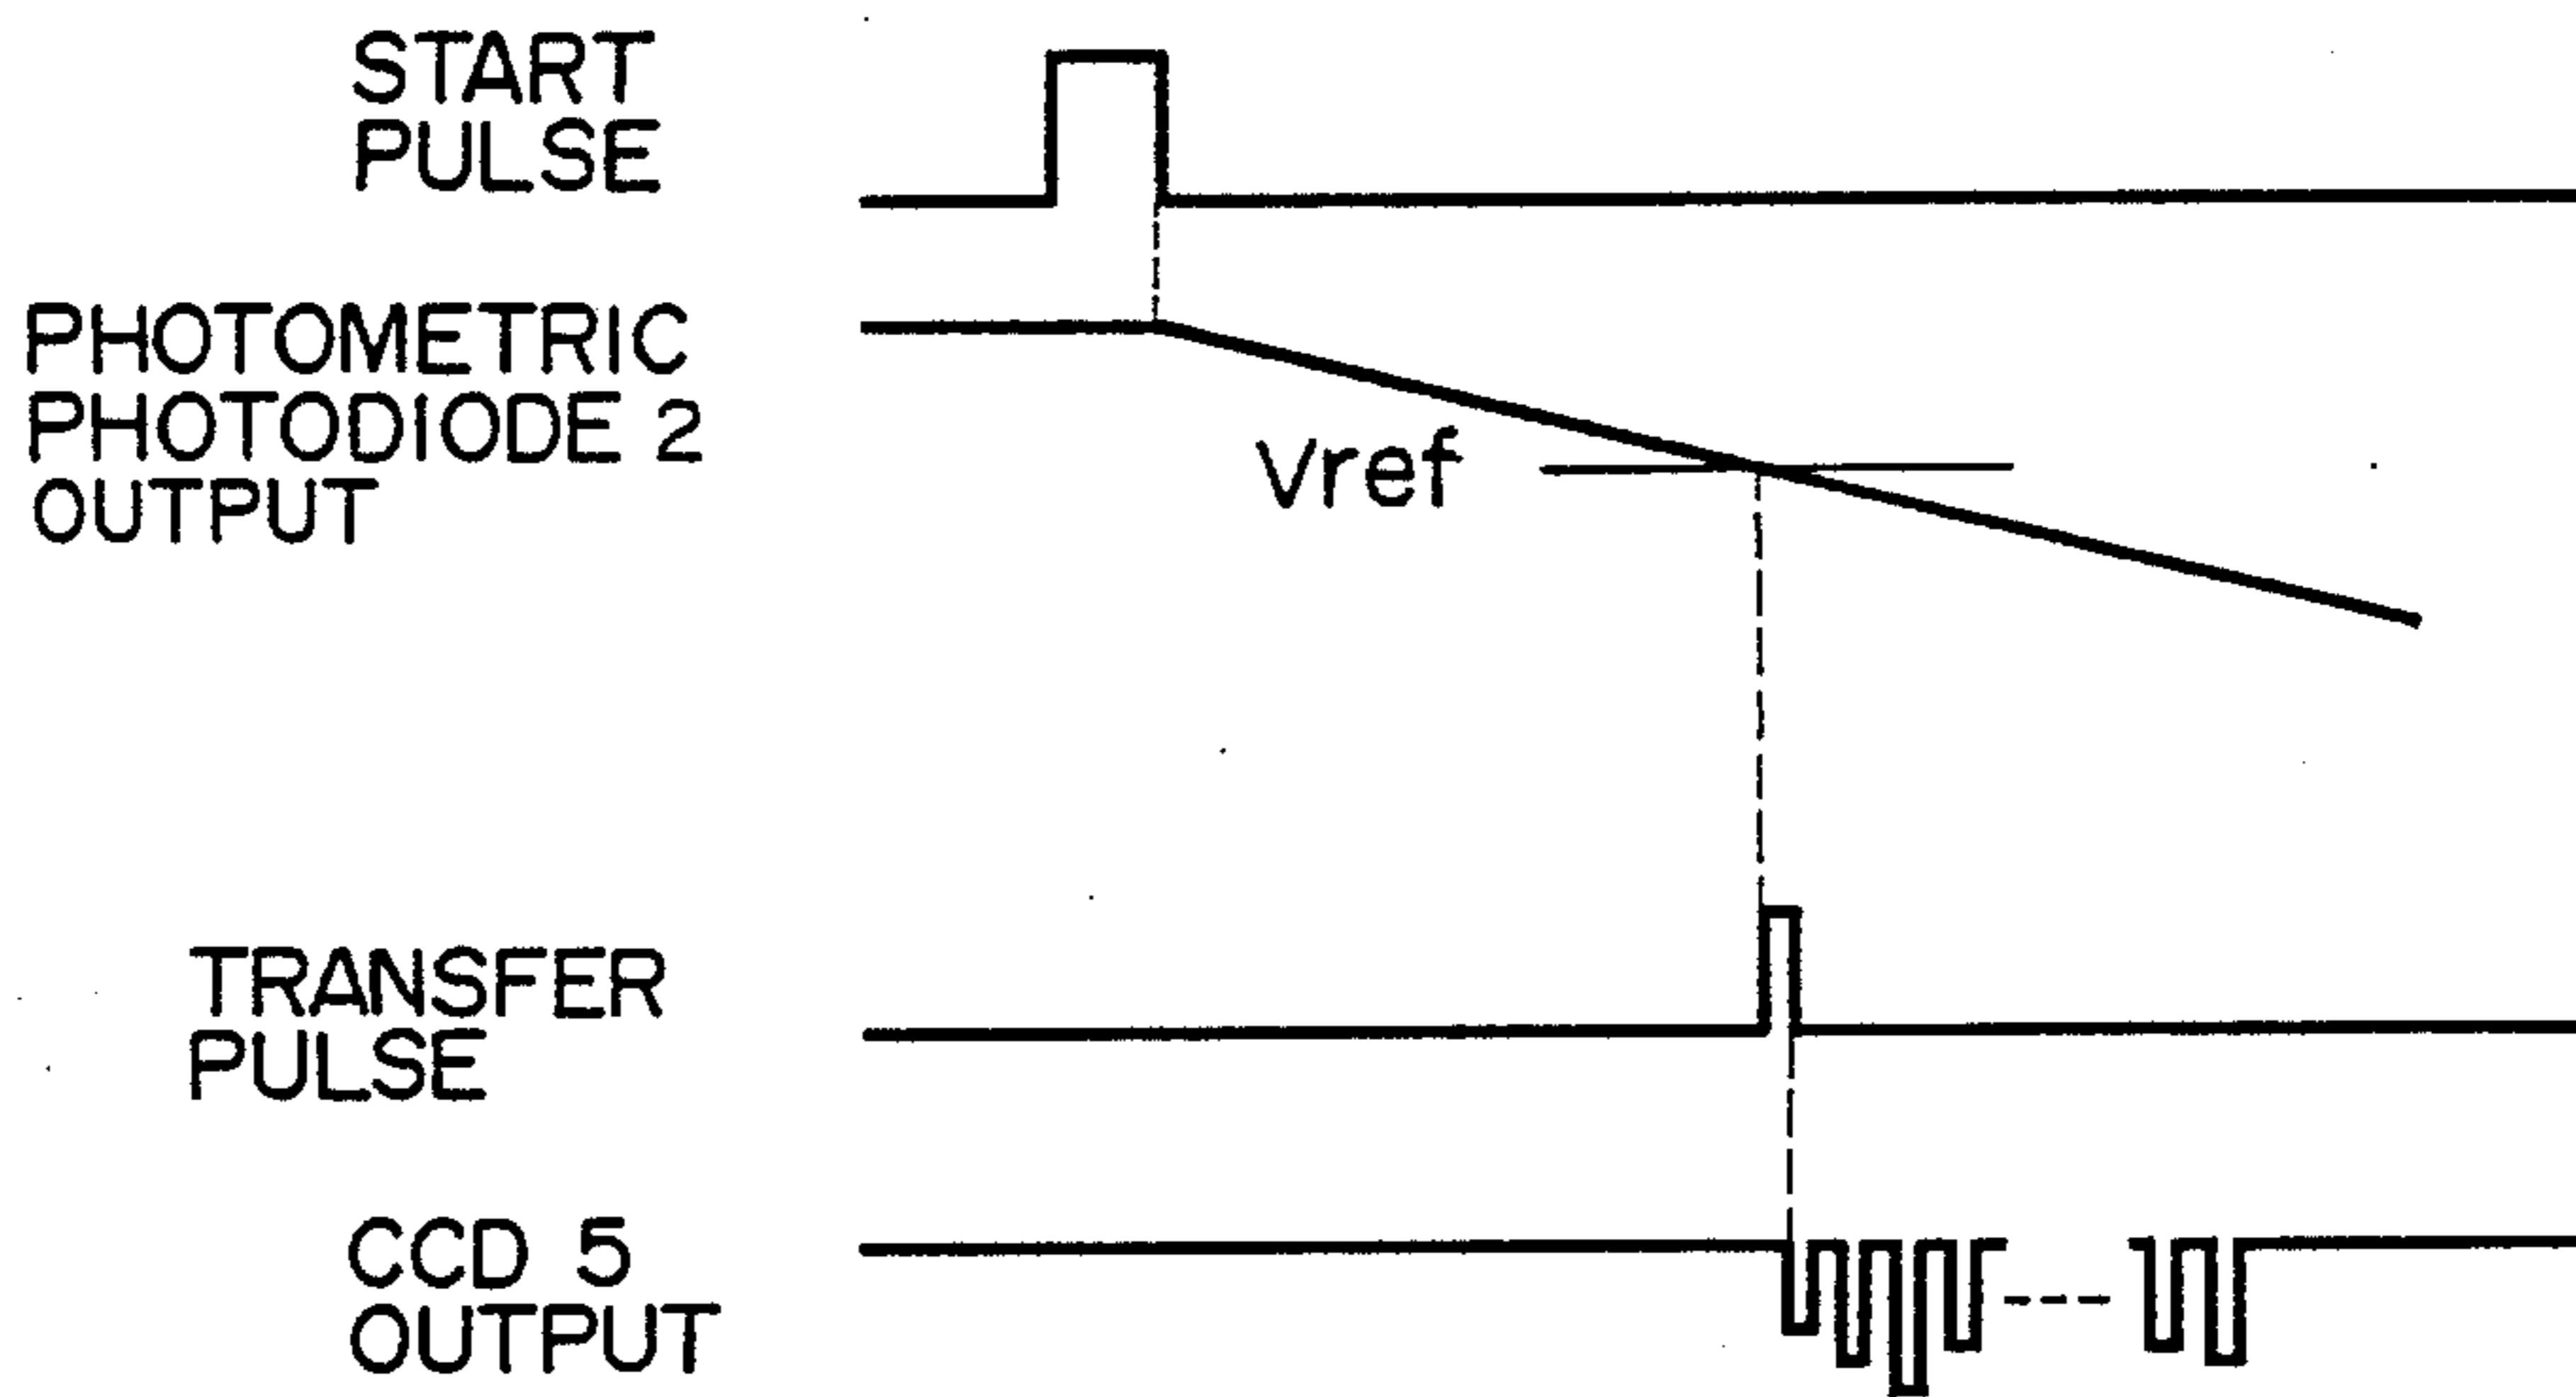 START
PULSE
PHOTOMETRIC
PHOTODIODE 2
OUTPUT
Vref
TRANSFER
PULSE
CCD 5
OUTPUT